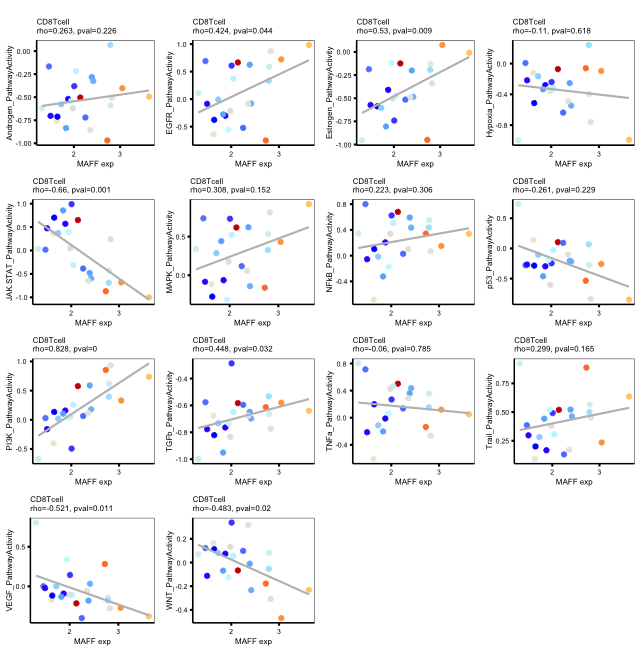 CD8Tcell
rho=0.263, pval=0.226
Androgen_PathwayActivity
0.00
-0.25
-0.50
-0.75
-1.00
2
3
MAFF exp
CD8Tcell
rho=0.424, pval=0.044
EGFR_PathwayActivity
1.0
0.5
0.0
-0.5
2
3
MAFF exp
CD8Tcell
rho=0.53, pval=0.009
Estrogen_PathwayActivity
0.00
-0.25
-0.50
-0.75
-1.00
2
3
MAFF exp
CD8Tcell
rho=-0.11, pval=0.618
Hypoxia_PathwayActivity
0.0
-0.4
-0.8
2
3
MAFF exp
CD8Tcell
rho=-0.66, pval=0.001
JAK.STAT_PathwayActivity
1.0
0.5
0.0
-0.5
-1.0
2
3
MAFF exp
CD8Tcell
rho=0.308, pval=0.152
MAPK_PathwayActivity
0.5
0.0
2
3
MAFF exp
CD8Tcell
rho=0.223, pval=0.306
NFkB_PathwayActivity
0.8
0.4
0.0
-0.4
2
3
MAFF exp
CD8Tcell
rho=-0.261, pval=0.229
p53_PathwayActivity
0.5
0.0
-0.5
2
3
MAFF exp
CD8Tcell
rho=0.828, pval=0
PI3K_PathwayActivity
1.0
0.5
0.0
-0.5
2
3
MAFF exp
CD8Tcell
rho=0.448, pval=0.032
TGFb_PathwayActivity
-0.4
-0.6
-0.8
-1.0
2
3
MAFF exp
CD8Tcell
rho=-0.06, pval=0.785
TNFa_PathwayActivity
0.8
0.4
0.0
-0.4
2
3
MAFF exp
CD8Tcell
rho=0.299, pval=0.165
Trail_PathwayActivity
0.75
0.50
0.25
2
3
MAFF exp
CD8Tcell
rho=-0.521, pval=0.011
VEGF_PathwayActivity
0.5
0.0
2
3
MAFF exp
CD8Tcell
rho=-0.483, pval=0.02
WNT_PathwayActivity
0.2
0.0
-0.2
-0.4
2
3
MAFF exp